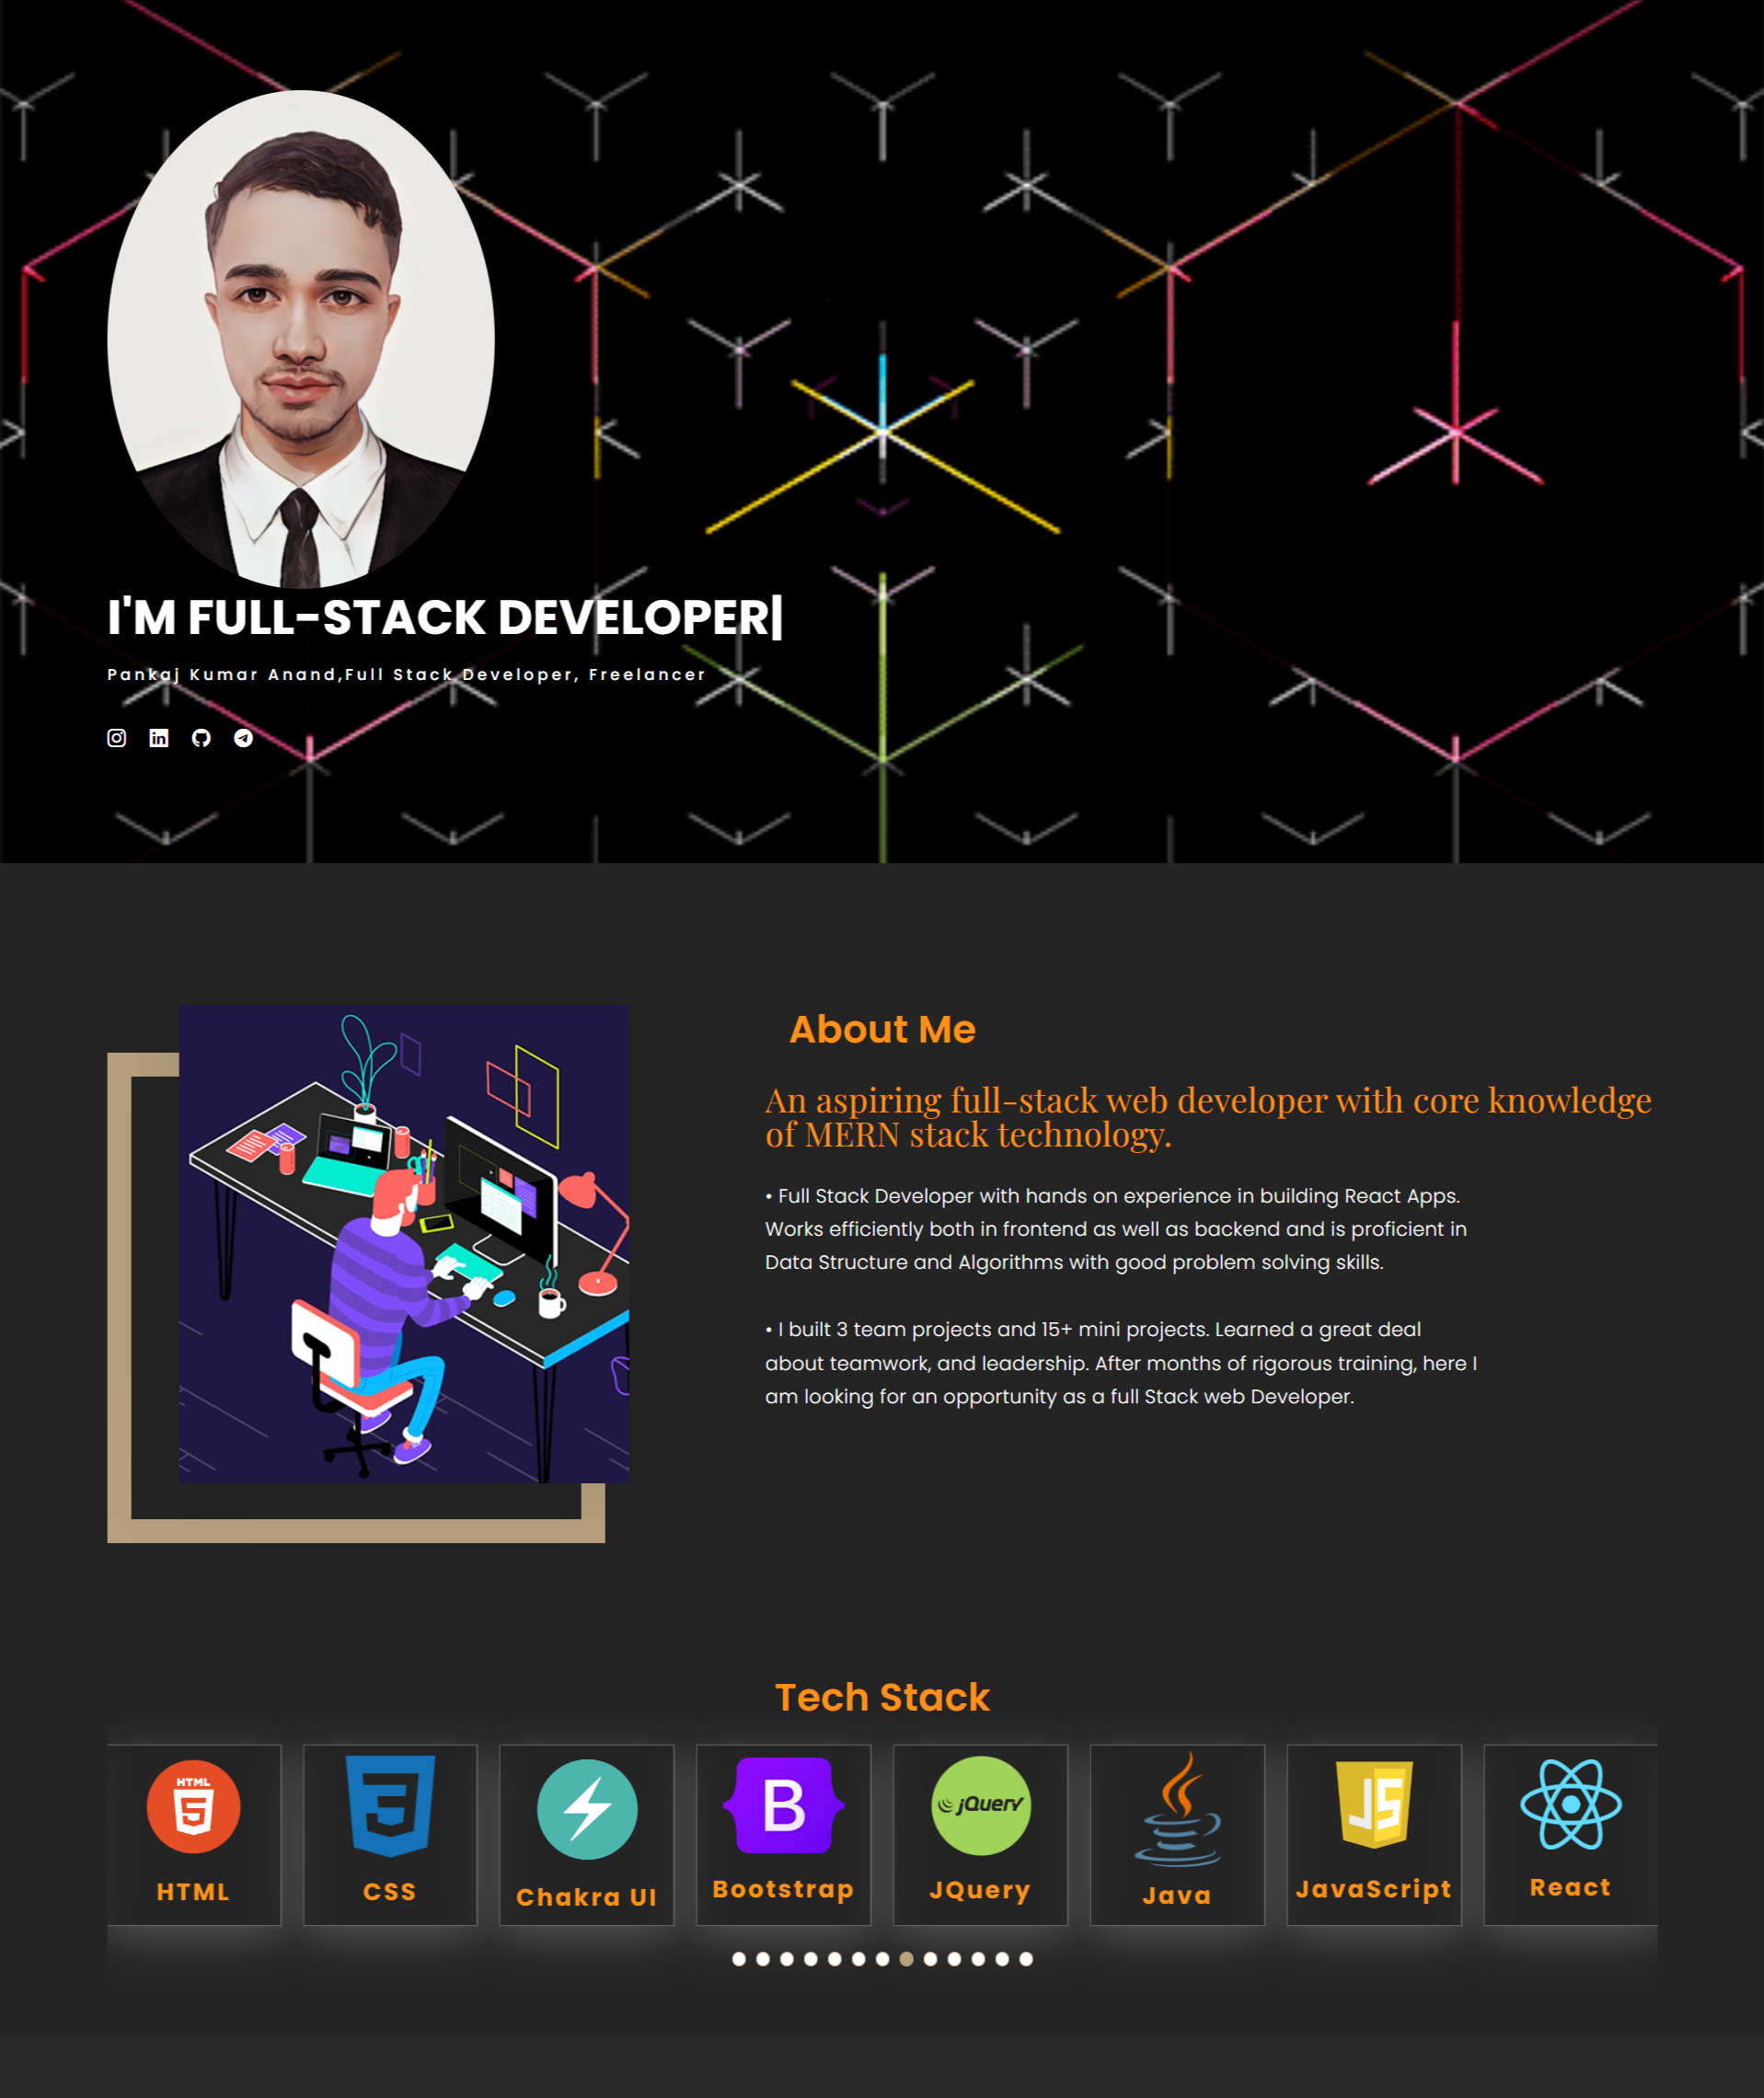 I'M FULL-STACK DEVELOPER|
Pankaj Kumar Anand,Full Stack Developer, Freelancer
in
About Me
An aspiring full-stack web developer with core knowledge
of MERN stack technology.
• Full Stack Developer with hands on experience in building React Apps.
Works efficiently both in frontend as well as backend and is proficient in
Data Structure and Algorithms with good problem solving skills.
• I built 3 team projects and 15+ mini projects. Learned a great deal
about teamwork, and leadership. After months of rigorous training, here I
am looking for an opportunity as a full Stack web Developer.
Tech Stack
HTML
5
HTML
3
CSS
Chakra UI
B
Bootstrap
jQuery
JQuery
Java
JS
JavaScript
React